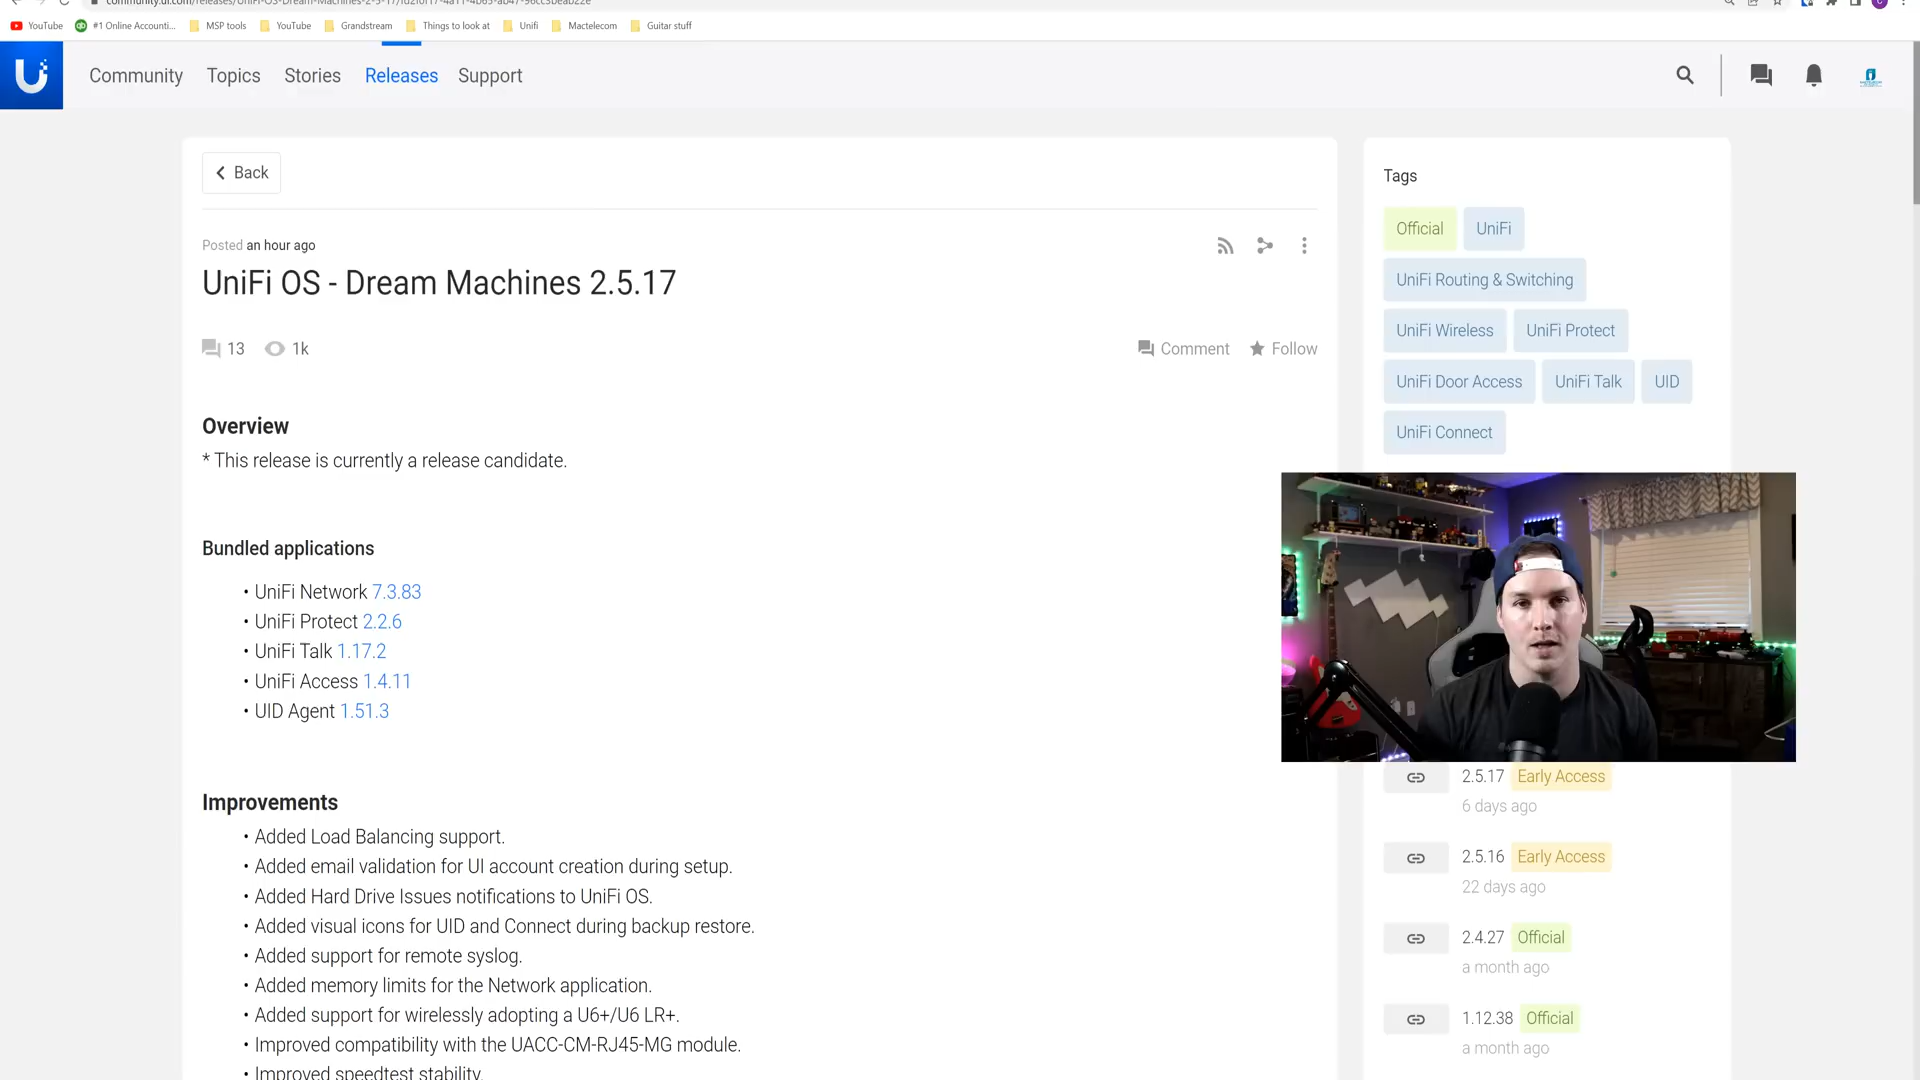 YouTube
#1 Online Accounti...
MSP tools
YouTube
Grandstream
Things to look at
Unifi
Mactelecom
Guitar stuff
Community
Topics
Stories
Releases
Support
Back
Posted an hour ago
UniFi OS - Dream Machines 2.5.17
13
1k
Comment
Follow
Overview
* This release is currently a release candidate.
Bundled applications
• UniFi Network 7.3.83
• UniFi Protect 2.2.6
• UniFi Talk 1.17.2
• UniFi Access 1.4.11
• UID Agent 1.51.3
Improvements
• Added Load Balancing support.
• Added email validation for UI account creation during setup.
• Added Hard Drive Issues notifications to UniFi OS.
• Added visual icons for UID and Connect during backup restore.
• Added support for remote syslog.
• Added memory limits for the Network application.
• Added support for wirelessly adopting a U6+/U6 LR+.
• Improved compatibility with the UACC-CM-RJ45-MG module.
• Improved speedtest stability.
Tags
Official
UniFi
UniFi Routing & Switching
UniFi Wireless
UniFi Protect
UniFi Door Access
UniFi Talk
UID
UniFi Connect
2.5.17 Early Access
6 days ago
2.5.16 Early Access
22 days ago
2.4.27 Official
a month ago
1.12.38 Official
a month ago